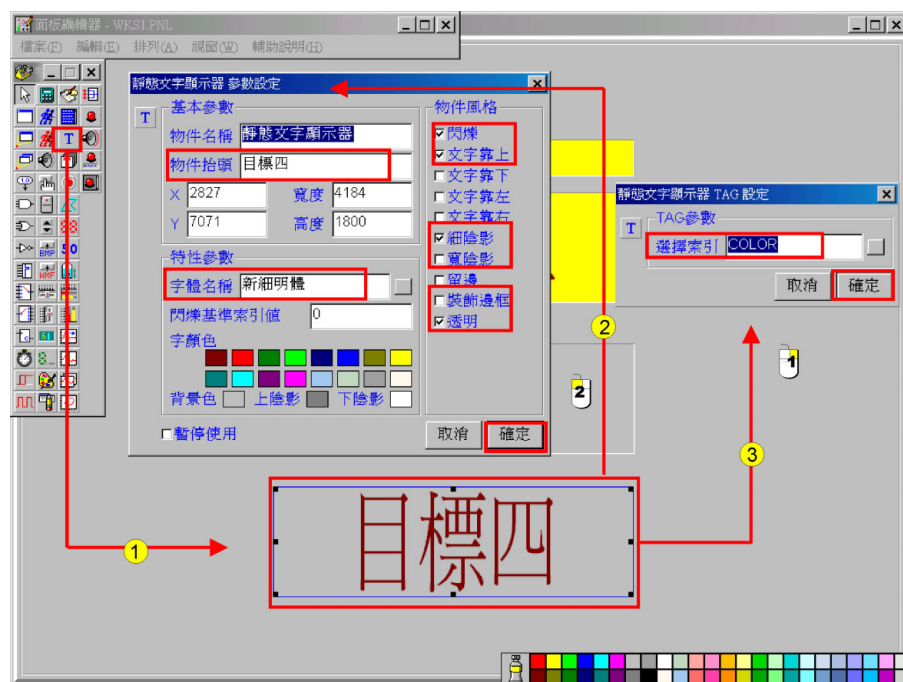 面板編輯器 - WKS1.PNL
檔案(F) 編輯(E) 排列(A) 視窗(W) 輔助說明(H)
靜態文字顯示器 參數設定
T
基本參數
物件名稱 靜態文字顯示器
物件抬頭 目標四
X 2827 寬度 4184
Y 7071 高度 1800
特性參數
字體名稱 新細明體
閃爍基準索引值 0
字顏色
背景色 上陰影 下陰影
暫停使用
物件風格
閃爍
文字靠上
文字靠下
文字靠左
文字靠右
細陰影
寬陰影
留邊
裝飾邊框
透明
取消 確定
靜態文字顯示器 TAG 設定
T
TAG參數
選擇索引 COLOR
取消 確定
T
BMP 50
WMF
1
2
3
2
1
目標四